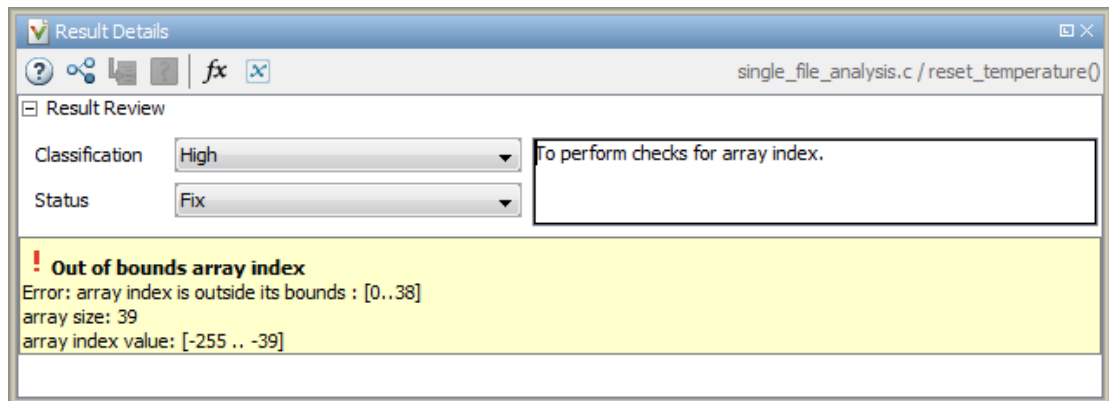 Result Details
fx x
single_file_analysis.c / reset_temperature()
Result Review
Classification High
To perform checks for array index.
Status Fix
! Out of bounds array index
Error: array index is outside its bounds : [0..38]
array size: 39
array index value: [-255 .. -39]